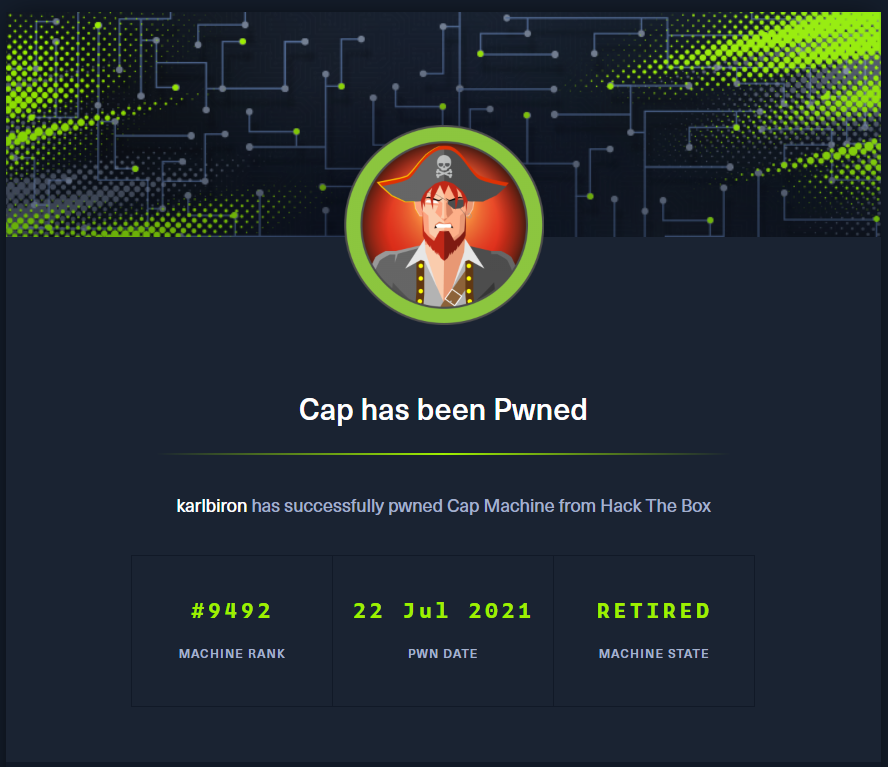 Cap has been Pwned
karlbiron has successfully pwned Cap Machine from Hack The Box
#9492 22 Jul 2021 RETIRED
MACHINE RANK PWN DATE MACHINE STATE